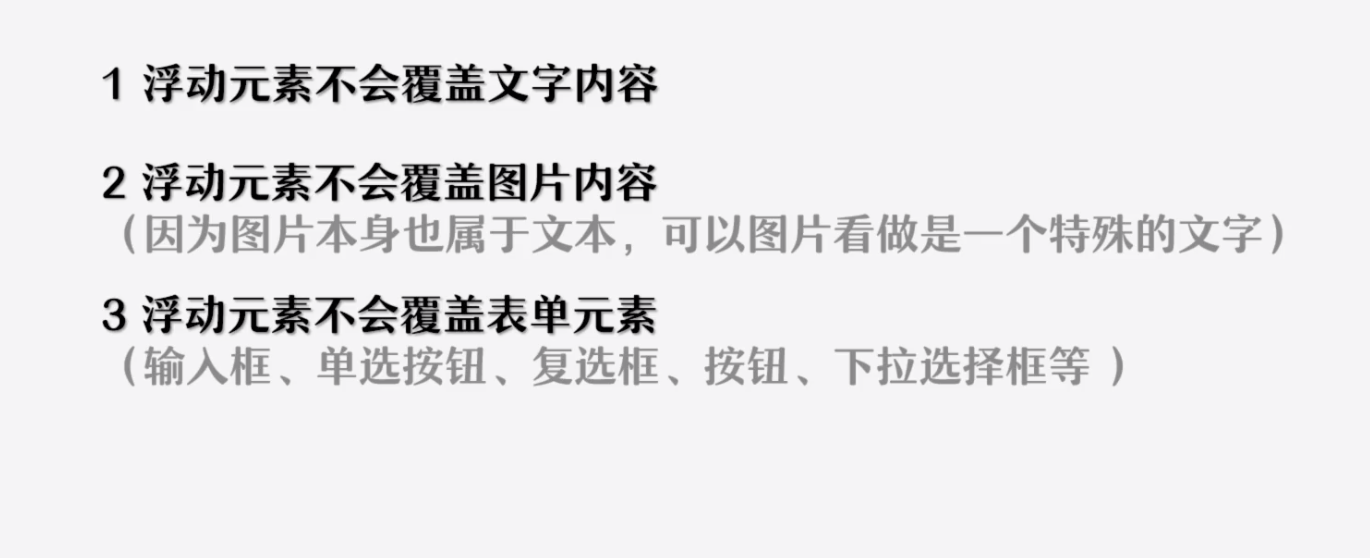 1 浮动元素不会覆盖文字内容
2 浮动元素不会覆盖图片内容
（因为图片本身也属于文本，可以图片看做是一个特殊的文字）
3 浮动元素不会覆盖表单元素
（输入框、单选按钮、复选框、按钮、下拉选择框等 ）